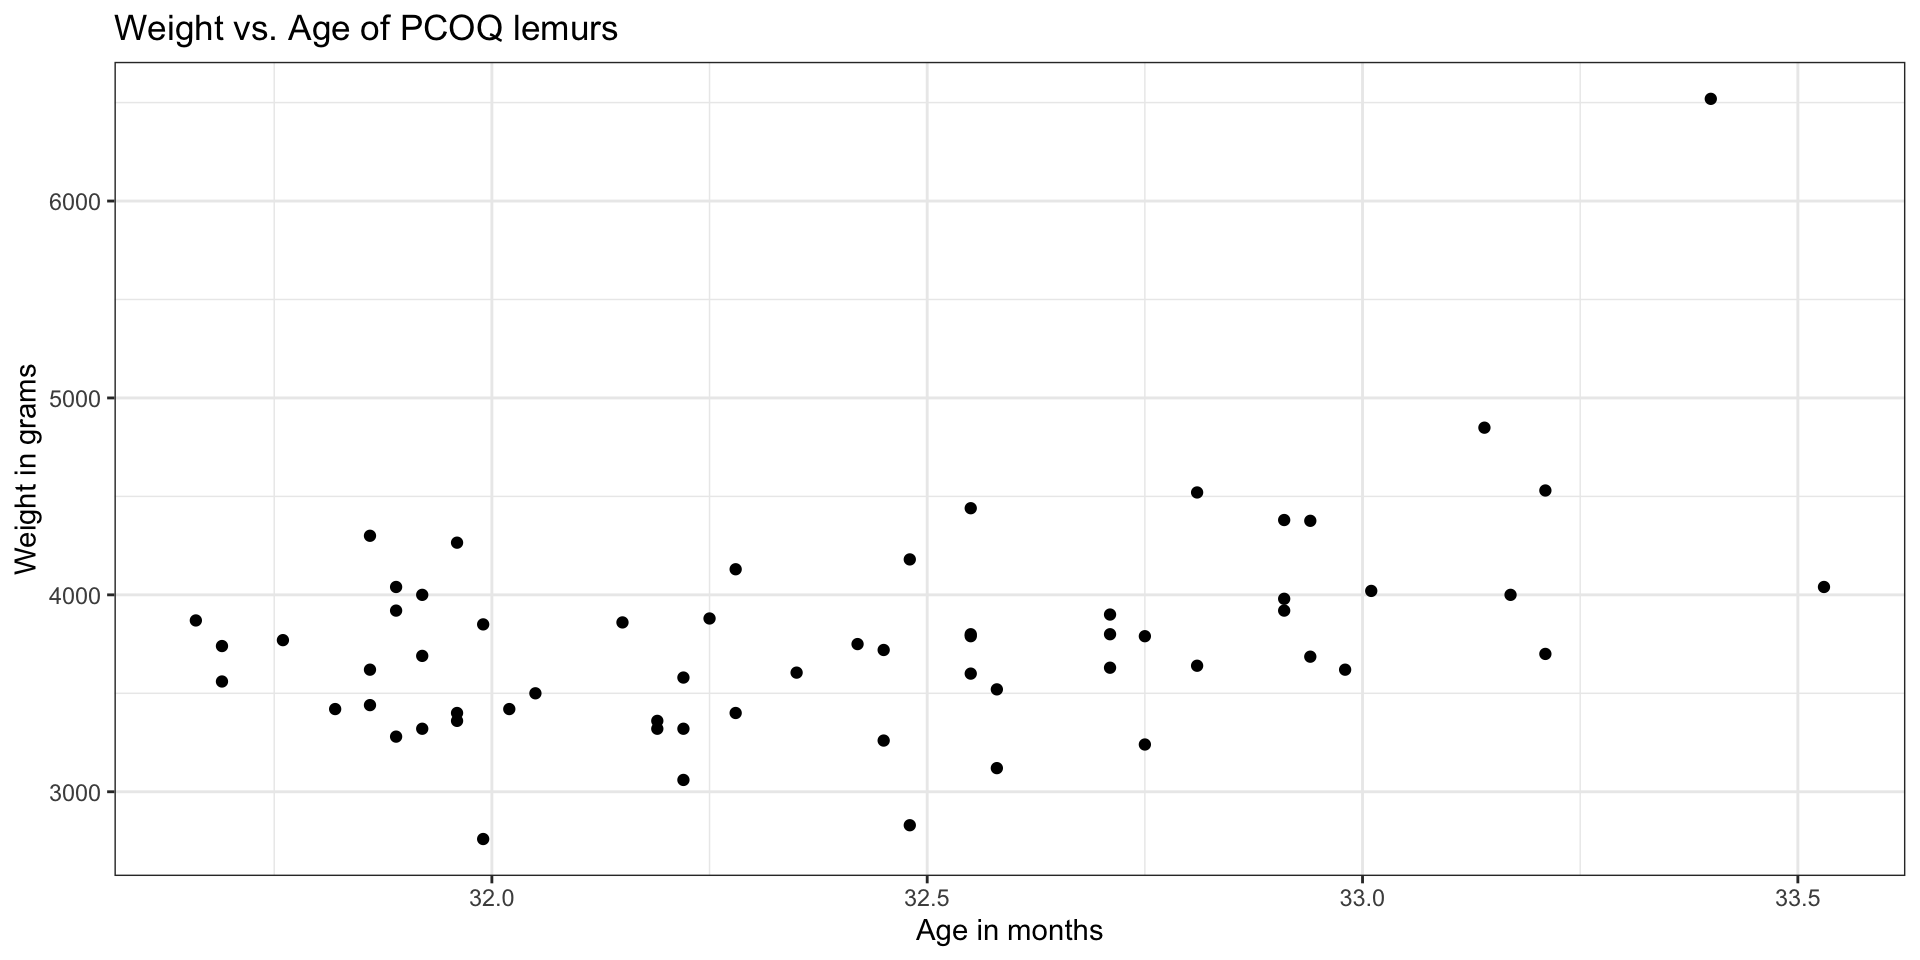 Weight vs. Age of PCOQ lemurs
6000
5000
4000
3000
Weight in grams
32.0 32.5 33.0 33.5
Age in months